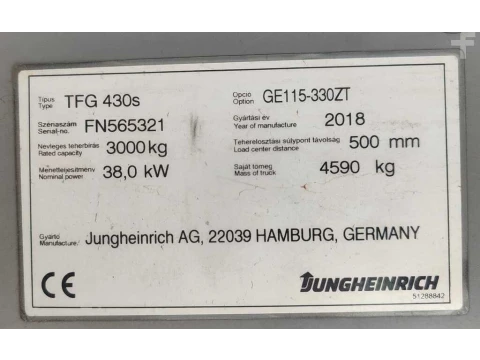 Típus TFG 430s Opció GE115-330ZT
Type Option
Szériaszám FN565321 Gyártási év 2018
Serial-no. Year of manufacture
Névleges teherbírás 3000 kg Teherelosztási súlypont távolság 500 mm
Rated capacity Load center distance
Menetteljesítmény 38,0 kW Saját tömeg 4590 kg
Nominal power Mass of truck
Gyártó Jungheinrich AG, 22039 HAMBURG, GERMANY
Manufacturer
CE JUNGHEINRICH
51288842